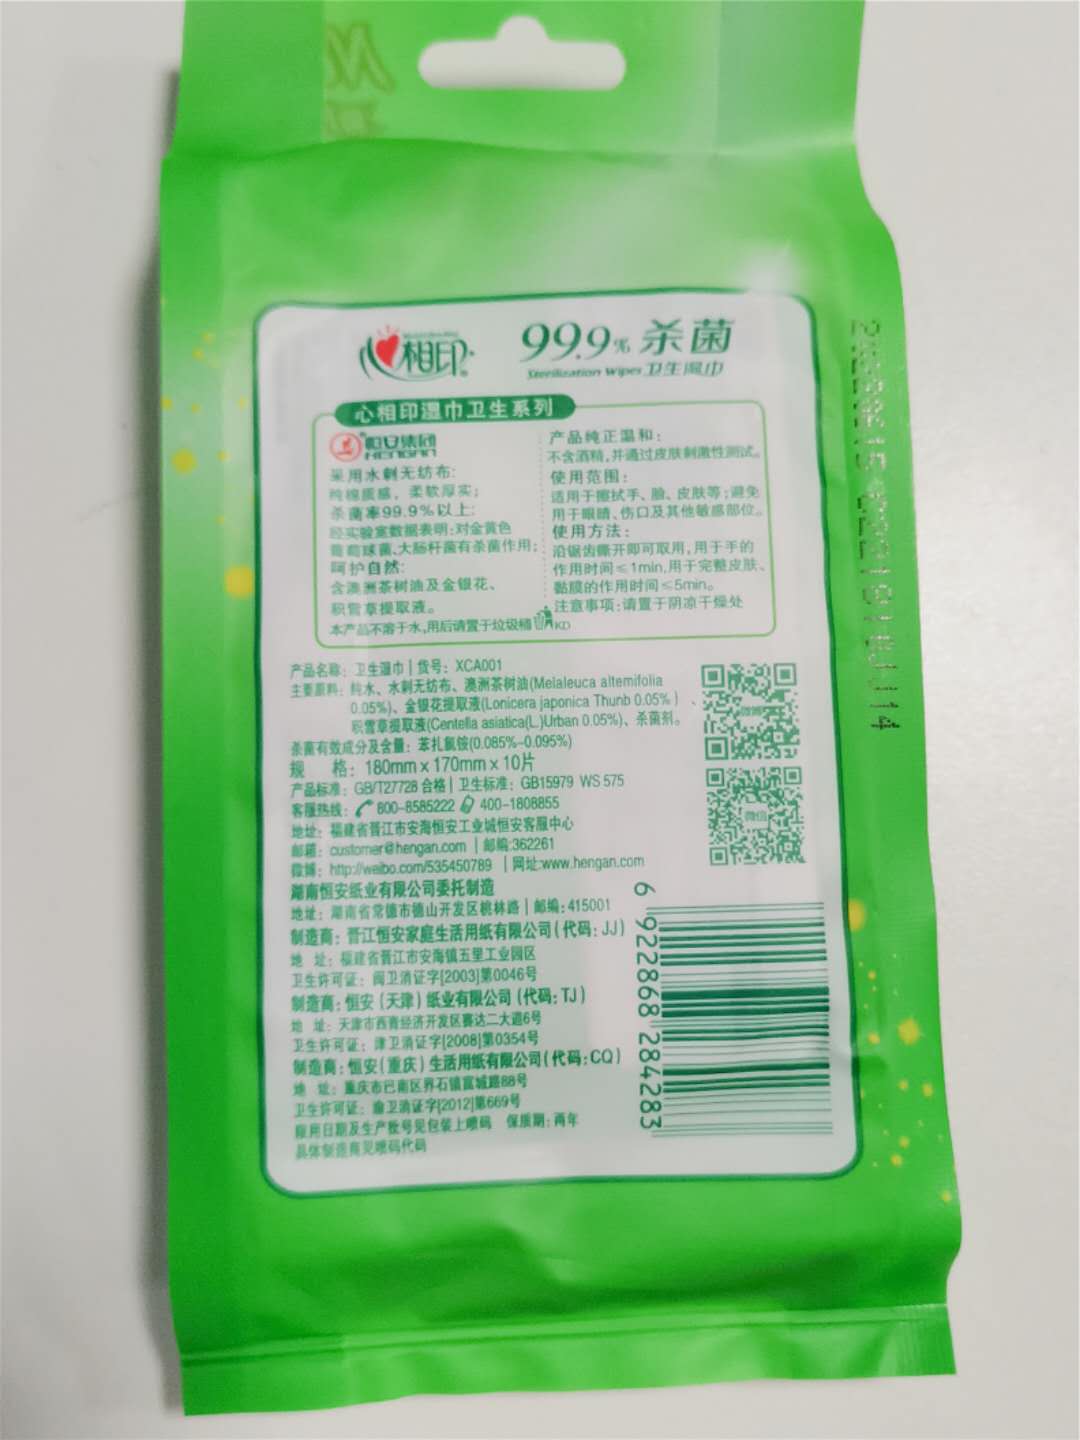 心相印
99.9% 杀菌
Sterilization Wipes 卫生湿巾
心相印湿巾卫生系列
恒安集团
HENGAN
采用水刺无纺布:
纯棉质感,柔软厚实;
杀菌率99.9%以上:
经实验室数据表明:对金黄色
葡萄球菌、大肠杆菌有杀菌作用;
呵护自然:
含澳洲茶树油及金银花、
积雪草提取液。
本产品不溶于水,用后请置于垃圾桶 KD
产品纯正温和:
不含酒精,并通过皮肤刺激性测试。
使用范围:
适用于擦拭手、脸、皮肤等;避免
用于眼睛、伤口及其他敏感部位。
使用方法:
沿锯齿撕开即可取用,用于手的
作用时间≤1min,用于完整皮肤、
黏膜的作用时间≤5min。
注意事项:请置于阴凉干燥处
产品名称:卫生湿巾|货号:XCA001
主要原料:纯水、水刺无纺布、澳洲茶树油(Melaleuca altemifolia
0.05%)、金银花提取液(Lonicera japonica Thunb 0.05%)、
积雪草提取液(Centella asiatica(L.)Urban 0.05%)、杀菌剂。
杀菌有效成分及含量:苯扎氯铵(0.085%-0.095%)
规 格:180mm×170mm×10片
产品标准:GB/T27728 合格|卫生标准:GB15979 WS 575
客服热线:800-8585222 400-1808855
地址:福建省晋江市安海恒安工业城恒安客服中心
邮箱:customer@hengan.com|邮编:362261
微博:http://weibo.com/535450789|网址:www.hengan.com
湖南恒安纸业有限公司委托制造
地址:湖南省常德市德山开发区桃林路|邮编:415001
制造商:晋江恒安家庭生活用纸有限公司(代码:JJ)
地 址:福建省晋江市安海镇五里工业园区
卫生许可证:闽卫消证字[2003]第0046号
制造商:恒安(天津)纸业有限公司(代码:TJ)
地 址:天津市西青经济开发区赛达二大道6号
卫生许可证:津卫消证字[2008]第0354号
制造商:恒安(重庆)生活用纸有限公司(代码:CQ)
地 址:重庆市巴南区界石镇富城路88号
卫生许可证:渝卫消证字[2012]第669号
限用日期及生产批号见包装上喷码 保质期:两年
具体制造商见喷码代码
微博
微信
6 922868 284283